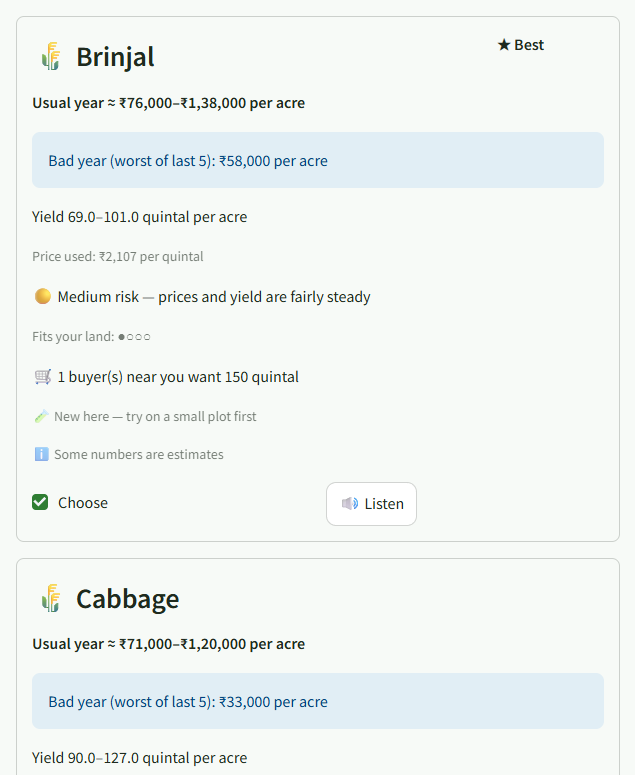 Brinjal
★ Best
Usual year ≈ ₹76,000–₹1,38,000 per acre
Bad year (worst of last 5): ₹58,000 per acre
Yield 69.0–101.0 quintal per acre
Price used: ₹2,107 per quintal
Medium risk — prices and yield are fairly steady
Fits your land: ●○○○
1 buyer(s) near you want 150 quintal
New here — try on a small plot first
Some numbers are estimates
Choose
Listen
Cabbage
Usual year ≈ ₹71,000–₹1,20,000 per acre
Bad year (worst of last 5): ₹33,000 per acre
Yield 90.0–127.0 quintal per acre